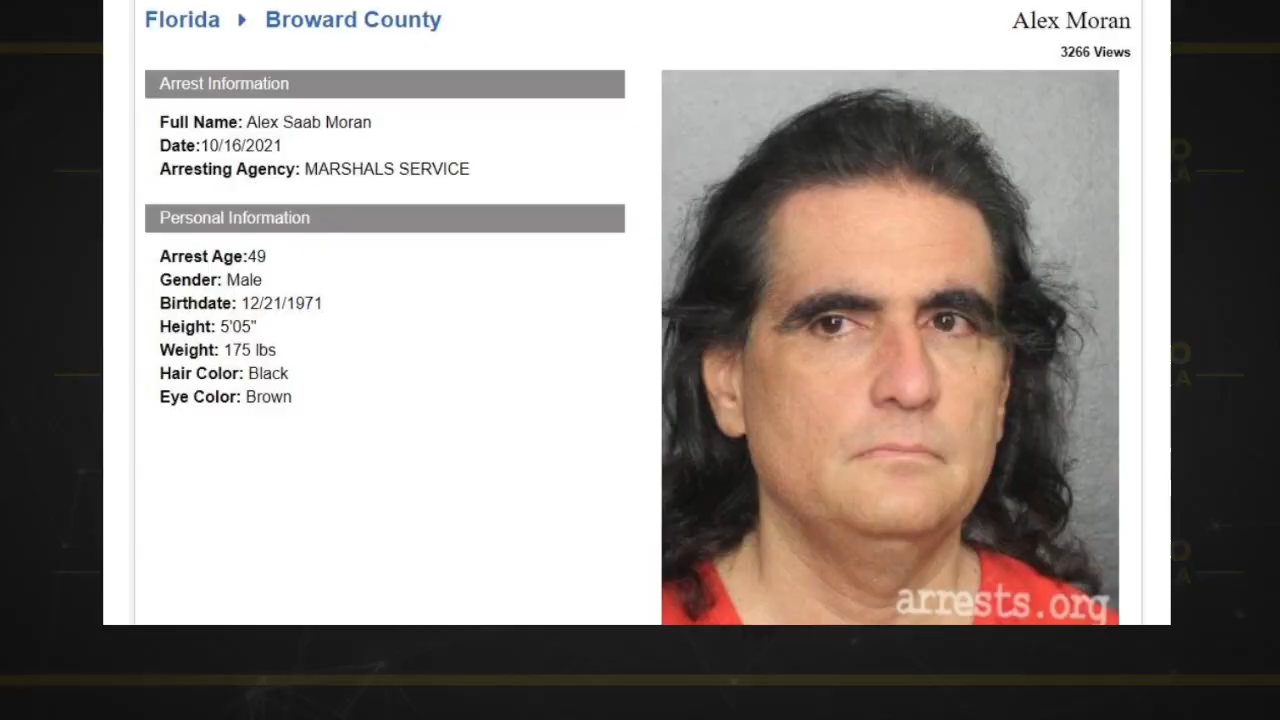 Florida Broward County
Alex Moran
3266 Views
Arrest Information
Full Name: Alex Saab Moran
Date:10/16/2021
Arresting Agency: MARSHALS SERVICE
Personal Information
Arrest Age:49
Gender: Male
Birthdate: 12/21/1971
Height: 5'05"
Weight: 175 lbs
Hair Color: Black
Eye Color: Brown
arrests.org